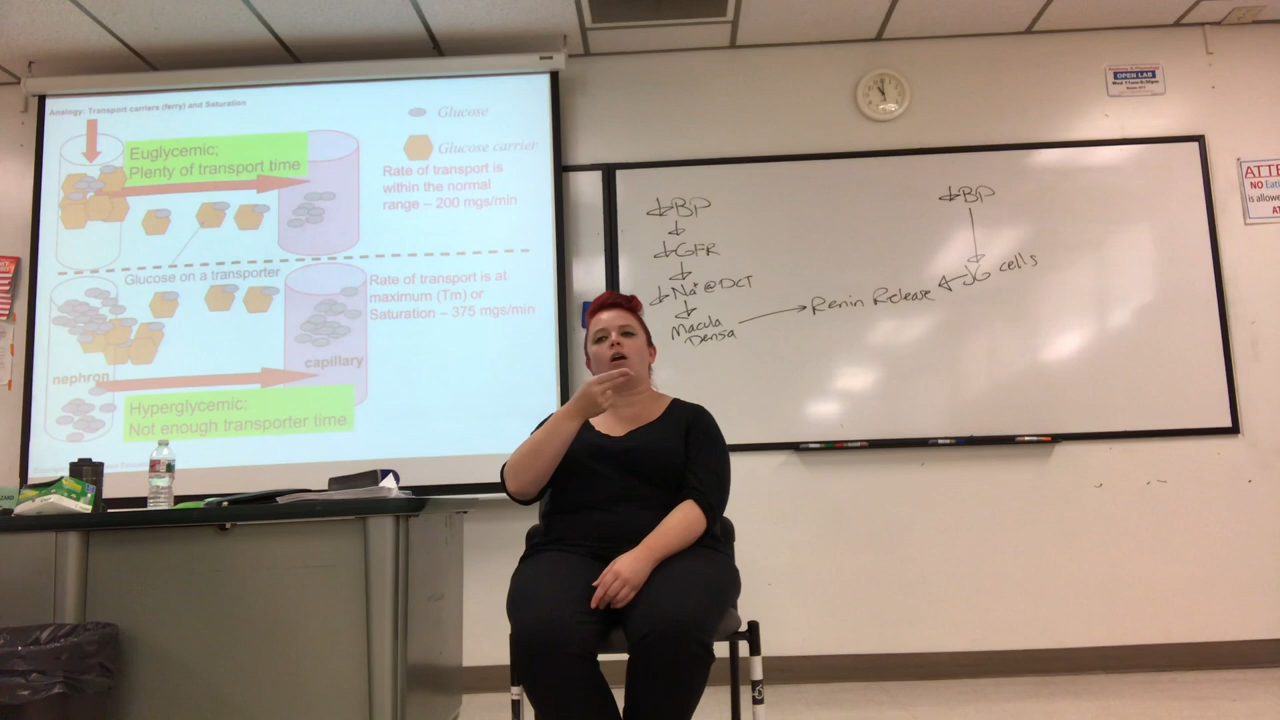 Analogy: Transport carriers (ferry) and Saturation
Glucose
Glucose carrier
Euglycemic;
Plenty of transport time
Rate of transport is
within the normal
range – 200 mgs/min
Glucose on a transporter
Rate of transport is at
maximum (Tm) or
Saturation – 375 mgs/min
nephron
capillary
Hyperglycemic;
Not enough transporter time
↓BP
↓
↓GFR
↓
↓Na⁺@DCT
↓
Macula
Densa
→ Renin Release ←
↓BP
↓
JG cells
OPEN LAB
ATTE
NO Eati
is allowe
AT